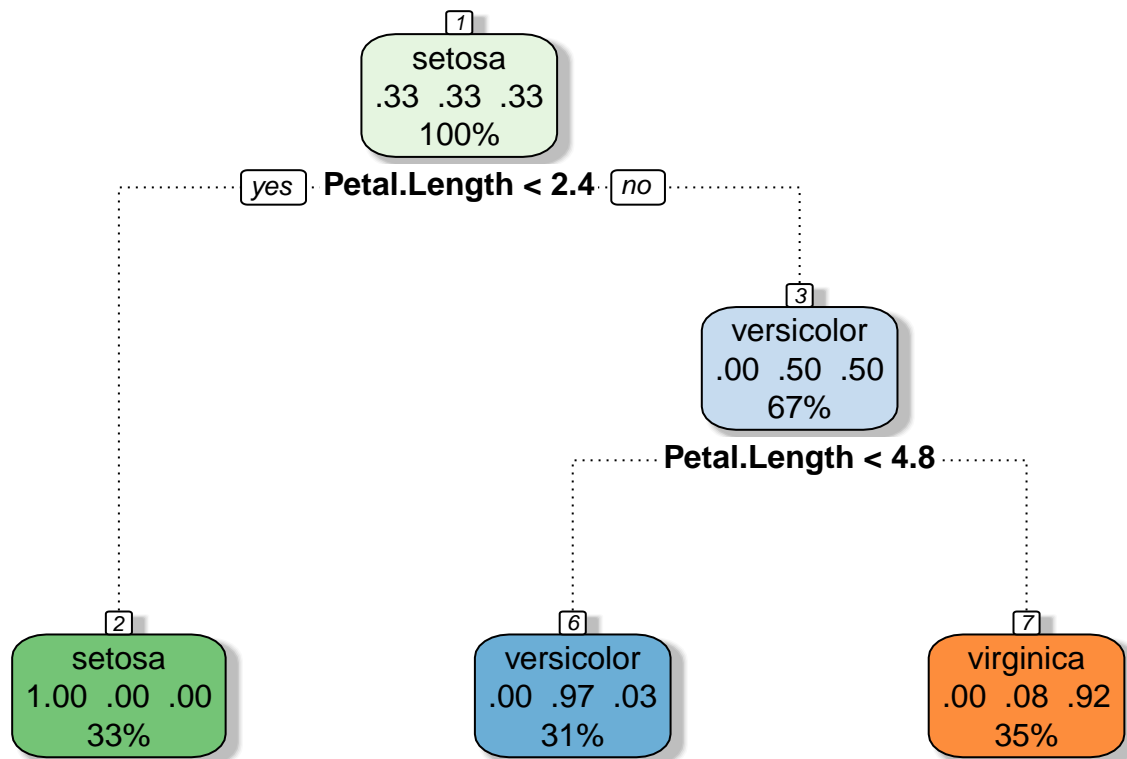 1
setosa
.33 .33 .33
100%
yes Petal.Length < 2.4 no
3
versicolor
.00 .50 .50
67%
Petal.Length < 4.8
2
setosa
1.00 .00 .00
33%
6
versicolor
.00 .97 .03
31%
7
virginica
.00 .08 .92
35%